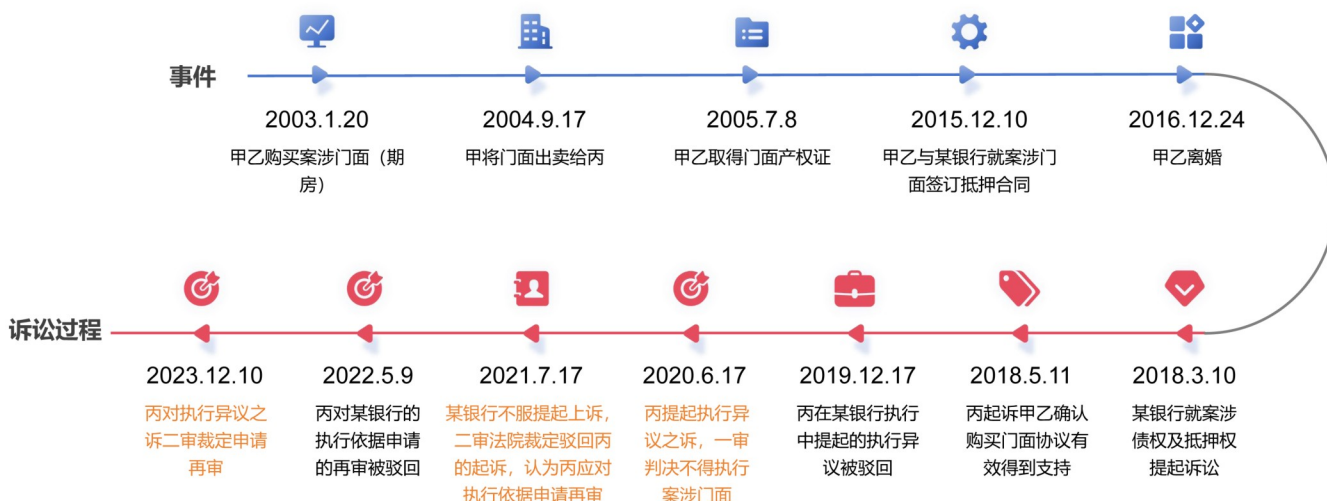 事件
2003.1.20
甲乙购买案涉门面（期
房）
2004.9.17
甲将门面出卖给丙
2005.7.8
甲乙取得门面产权证
2015.12.10
甲乙与某银行就案涉门
面签订抵押合同
2016.12.24
甲乙离婚
诉讼过程
2023.12.10
丙对执行异议之
诉二审裁定申请
再审
2022.5.9
丙对某银行的
执行依据申请
的再审被驳回
2021.7.17
某银行不服提起上诉，
二审法院裁定驳回丙
的起诉，认为丙应对
执行依据申请再审
2020.6.17
丙提起执行异
议之诉，一审
判决不得执行
案涉门面
2019.12.17
丙在某银行执行
中提起的执行异
议被驳回
2018.5.11
丙起诉甲乙确认
购买门面协议有
效得到支持
2018.3.10
某银行就案涉
债权及抵押权
提起诉讼